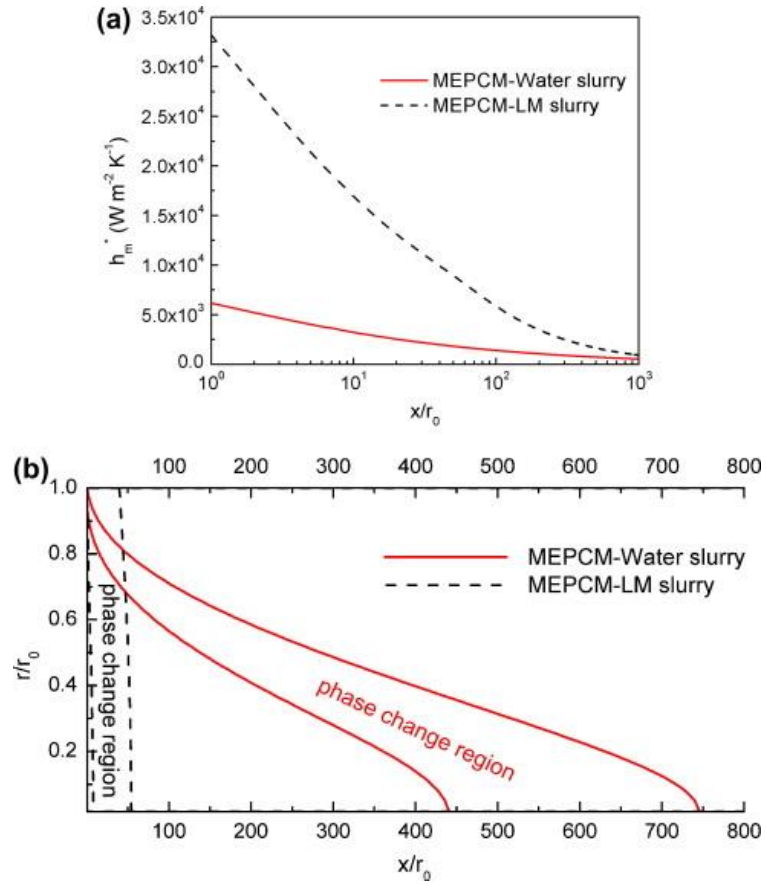 (a)
3.5x10⁴
3.0x10⁴
2.5x10⁴
2.0x10⁴
1.5x10⁴
1.0x10⁴
5.0x10³
0.0
hₘ* (W m⁻² K⁻¹)
MEPCM-Water slurry
MEPCM-LM slurry
10⁰ 10¹ 10² 10³
x/r₀
(b)
100 200 300 400 500 600 700 800
1.0
0.8
0.6
0.4
0.2
r/r₀
MEPCM-Water slurry
MEPCM-LM slurry
phase change region
phase change region
0 100 200 300 400 500 600 700 800
x/r₀